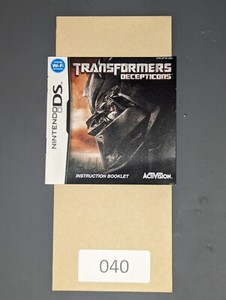 TRANSFORMERS
DECEPTICONS
NINTENDO DS
INSTRUCTION BOOKLET
ACTIVISION
040